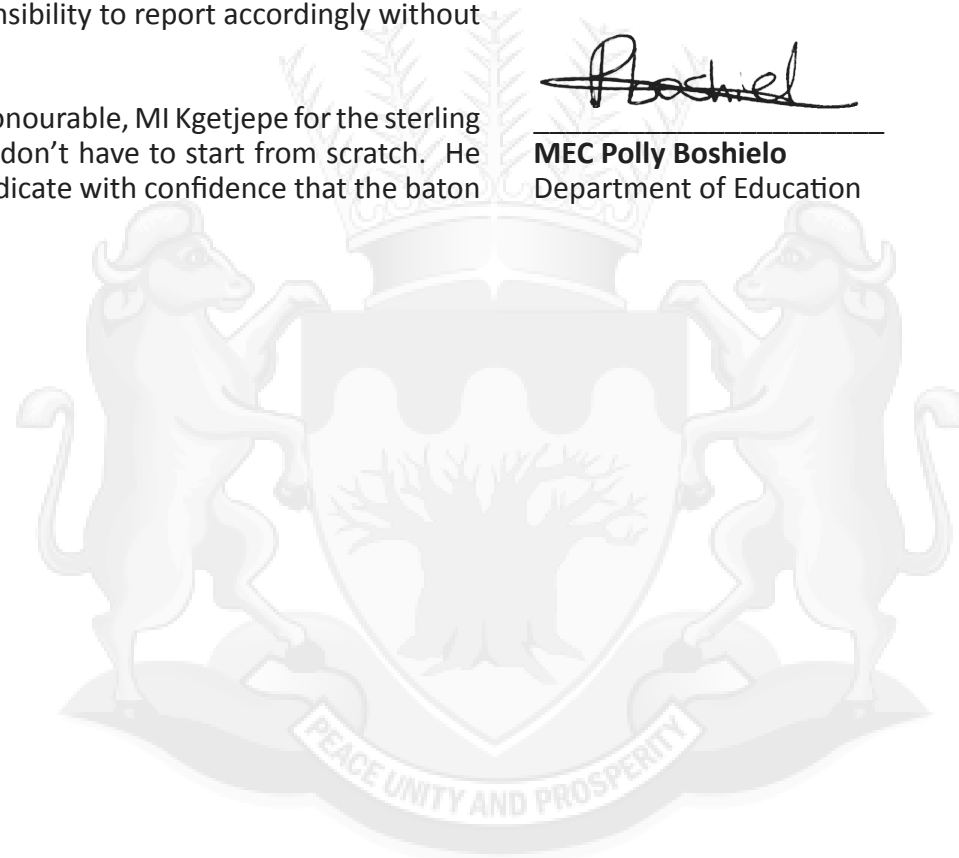 nsibility to report accordingly without
onourable, MI Kgetjepe for the sterling
don’t have to start from scratch. He
dicate with confidence that the baton
Pboshiel
MEC Polly Boshielo
Department of Education
PEACE UNITY AND PROSPERITY